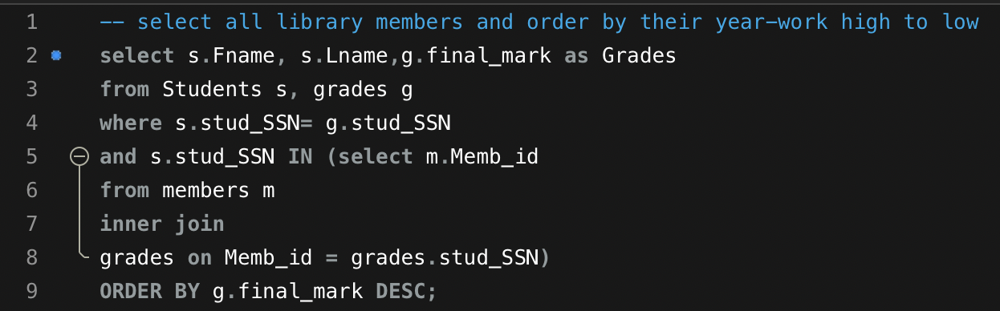 1 -- select all library members and order by their year-work high to low
2 select s.Fname, s.Lname,g.final_mark as Grades
3 from Students s, grades g
4 where s.stud_SSN= g.stud_SSN
5 and s.stud_SSN IN (select m.Memb_id
6 from members m
7 inner join
8 grades on Memb_id = grades.stud_SSN)
9 ORDER BY g.final_mark DESC;